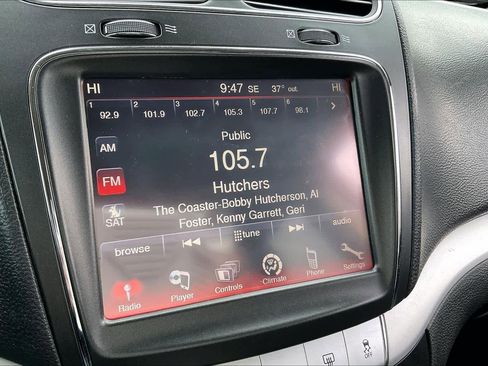 HI 9:47 SE 37° out HI
1 92.9 2 101.9 3 102.7 4 105.3 5 107.7 6 98.1
AM
Public
105.7
FM
Hutchers
The Coaster-Bobby Hutcherson, Al
Foster, Kenny Garrett, Geri
SAT
browse tune audio
Radio Player Controls Climate Phone Settings
OFF